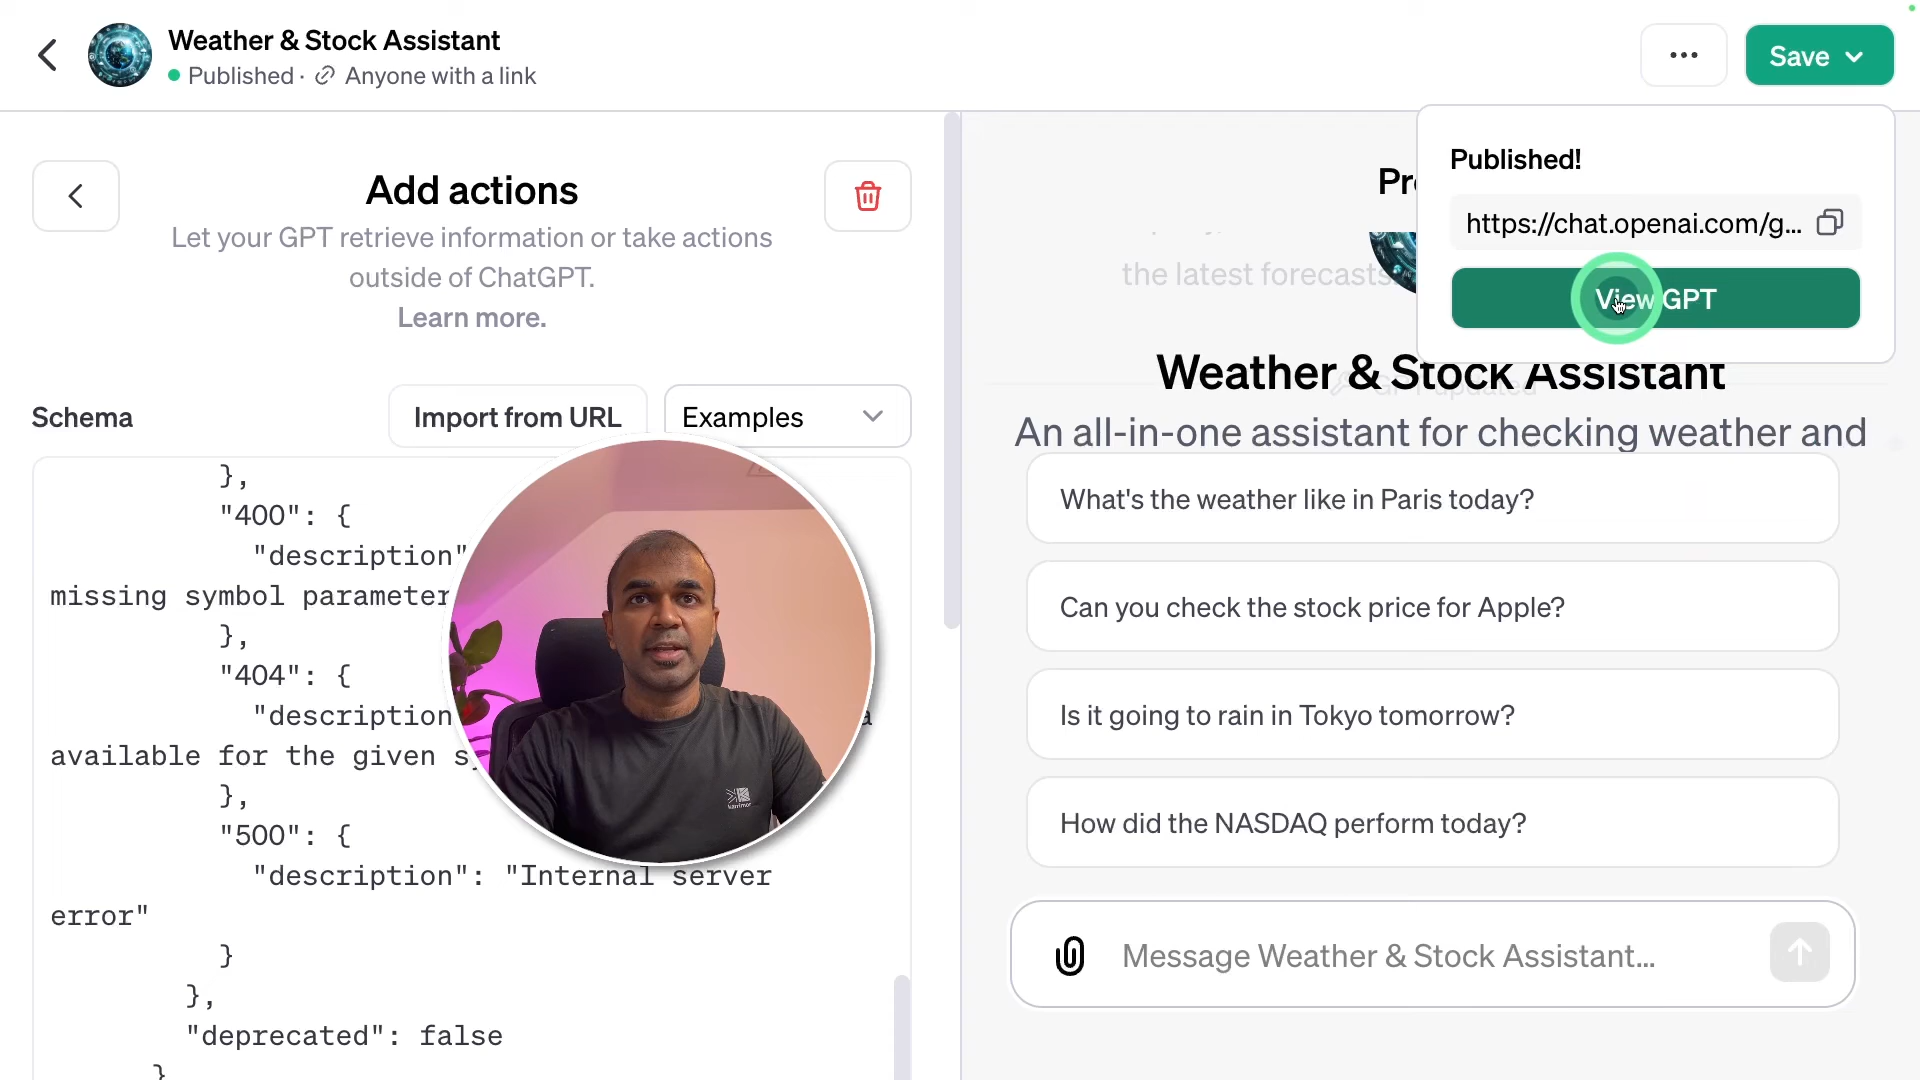 Weather & Stock Assistant
Published · Anyone with a link
Save
Published!
https://chat.openai.com/g...
View GPT
Add actions
Let your GPT retrieve information or take actions
outside of ChatGPT.
Learn more.
Schema
Import from URL
Examples
},
"400": {
"description"
missing symbol parameter
},
"404": {
"description
available for the given
},
"500": {
"description": "Internal server
error"
}
},
"deprecated": false
}
the latest forecasts
Weather & Stock Assistant
An all-in-one assistant for checking weather and
What's the weather like in Paris today?
Can you check the stock price for Apple?
Is it going to rain in Tokyo tomorrow?
How did the NASDAQ perform today?
Message Weather & Stock Assistant...